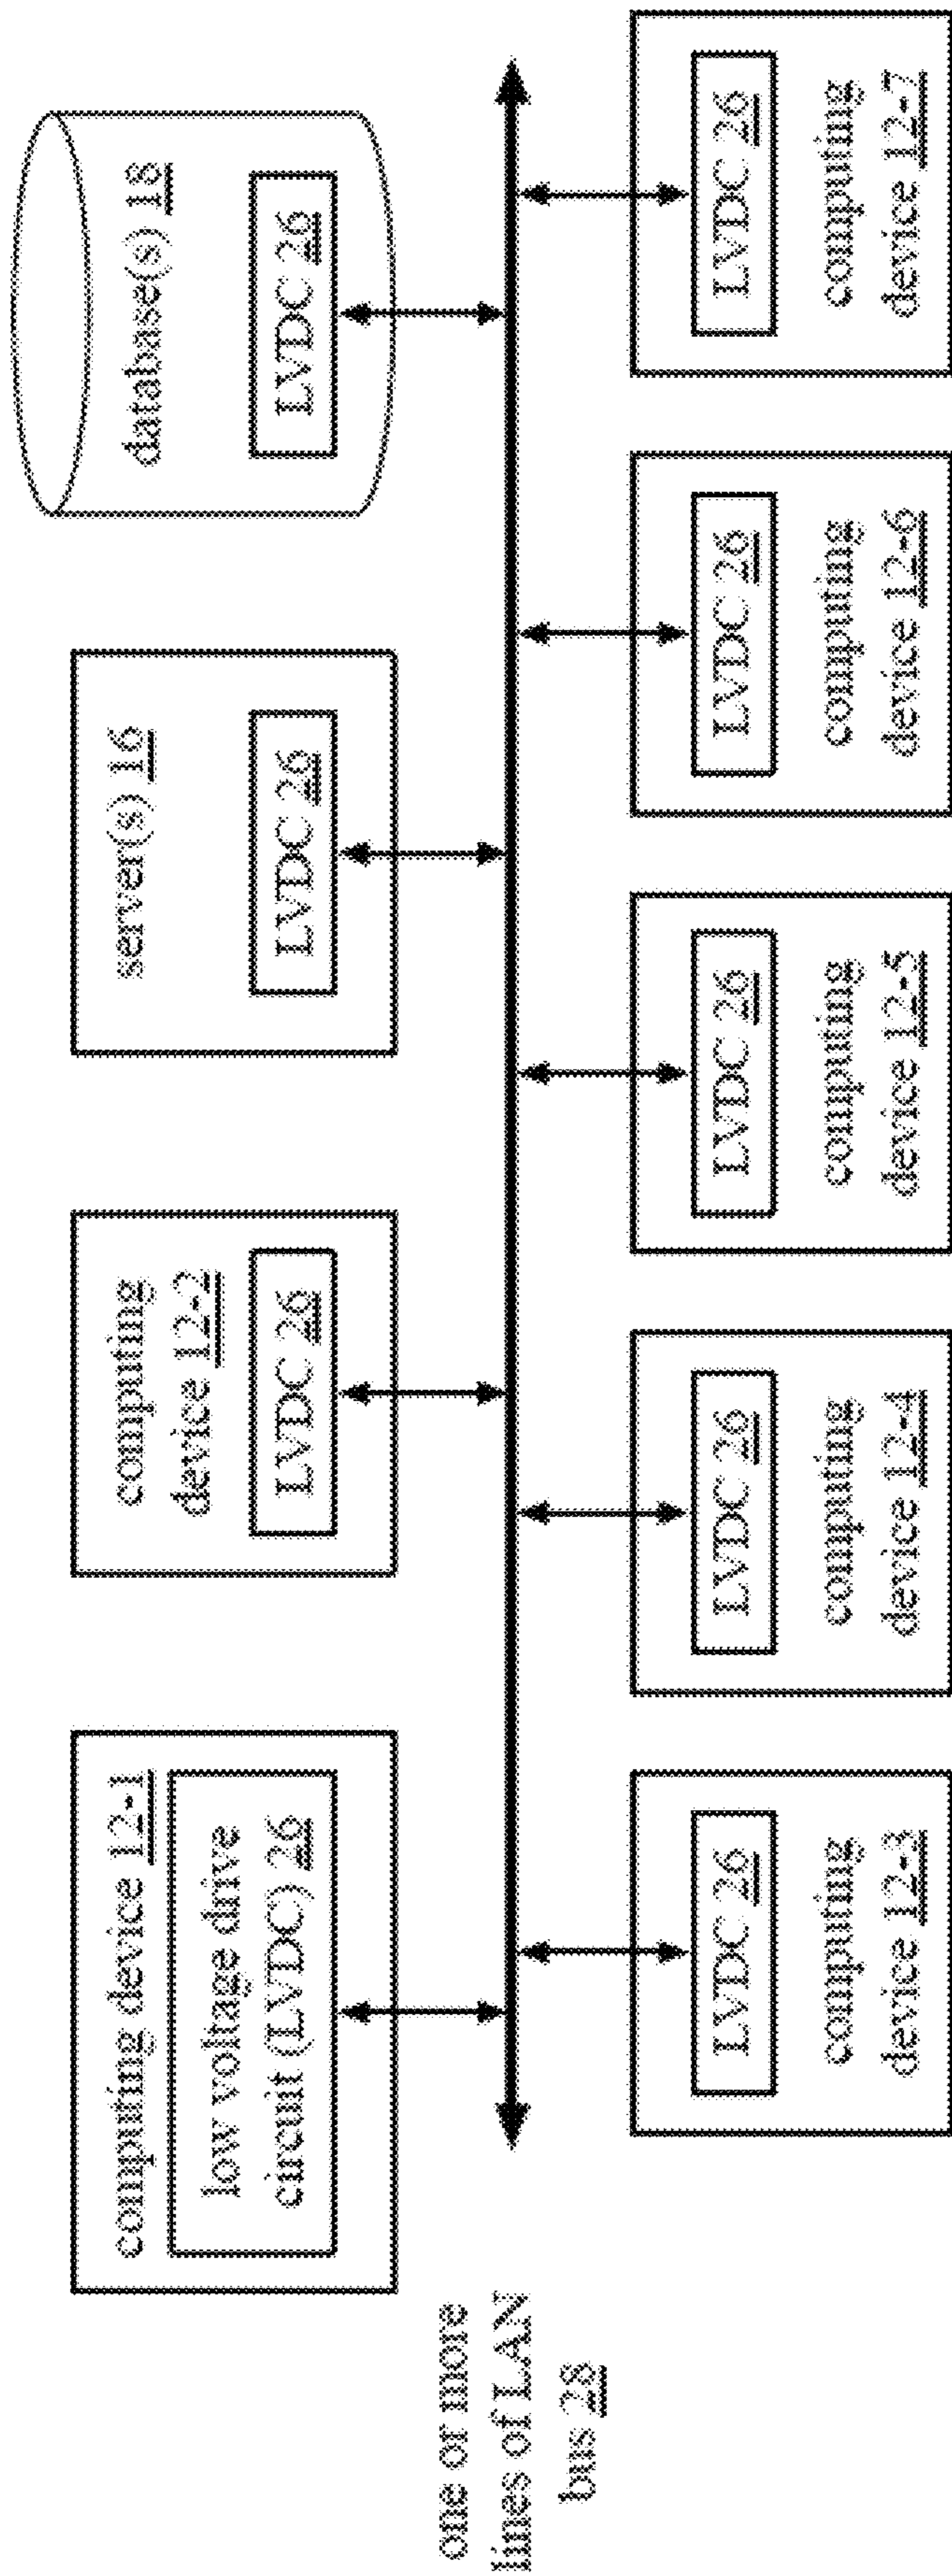 computing device 12-1
low voltage drive
circuit (LVDC) 26
computing
device 12-2
LVDC 26
server(s) 16
LVDC 26
database(s) 18
LVDC 26
one or more
lines of LAN
bus 28
LVDC 26
computing
device 12-3
LVDC 26
computing
device 12-4
LVDC 26
computing
device 12-5
LVDC 26
computing
device 12-6
LVDC 26
computing
device 12-7